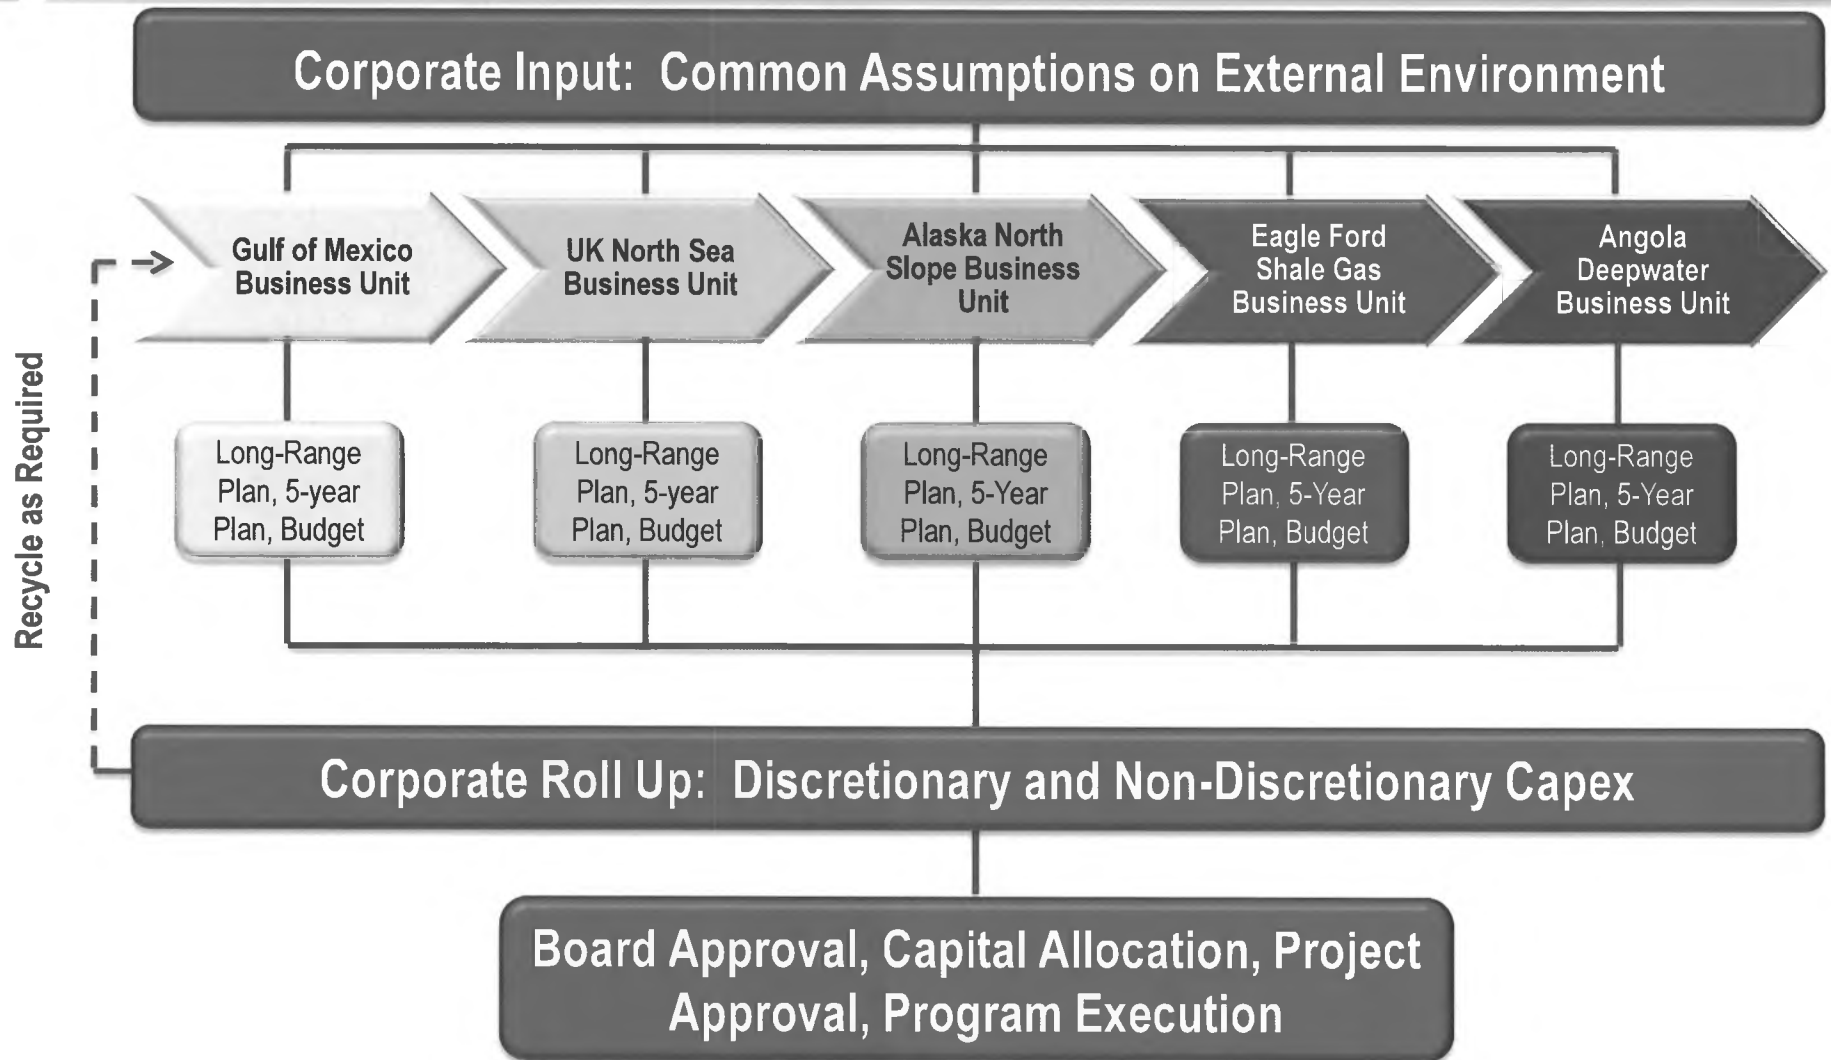 Corporate Input: Common Assumptions on External Environment
Gulf of Mexico
Business Unit
UK North Sea
Business Unit
Alaska North
Slope Business
Unit
Eagle Ford
Shale Gas
Business Unit
Angola
Deepwater
Business Unit
Recycle as Required
Long-Range
Plan, 5-year
Plan, Budget
Long-Range
Plan, 5-year
Plan, Budget
Long-Range
Plan, 5-Year
Plan, Budget
Long-Range
Plan, 5-Year
Plan, Budget
Long-Range
Plan, 5-Year
Plan, Budget
Corporate Roll Up: Discretionary and Non-Discretionary Capex
Board Approval, Capital Allocation, Project
Approval, Program Execution